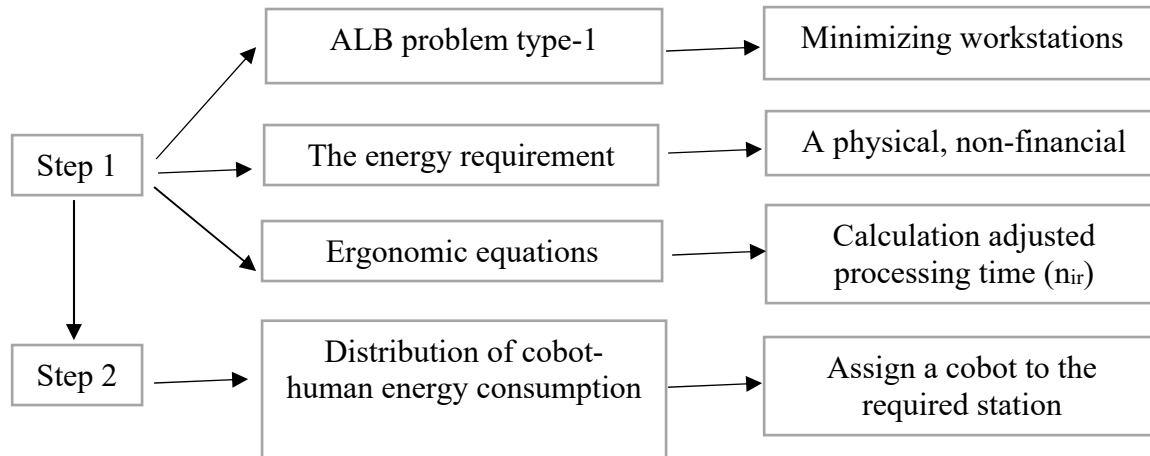 ALB problem type-1
Minimizing workstations
Step 1
The energy requirement
A physical, non-financial
Ergonomic equations
Calculation adjusted
processing time (nir)
Step 2
Distribution of cobot-
human energy consumption
Assign a cobot to the
required station